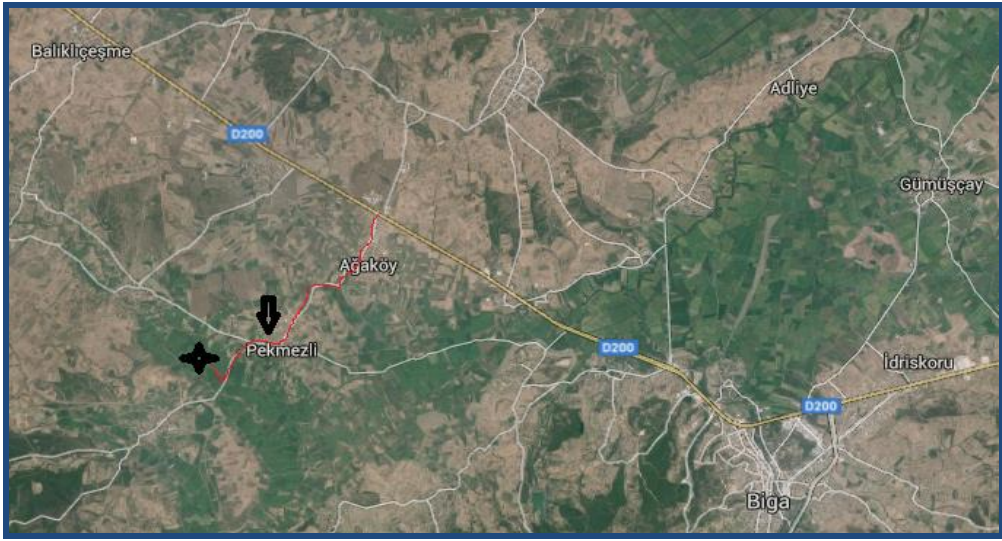 Balıklıçeşme
Adliye
D200
Gümüşçay
Ağaköy
Pekmezli
D200
İdriskoru
D200
Biga